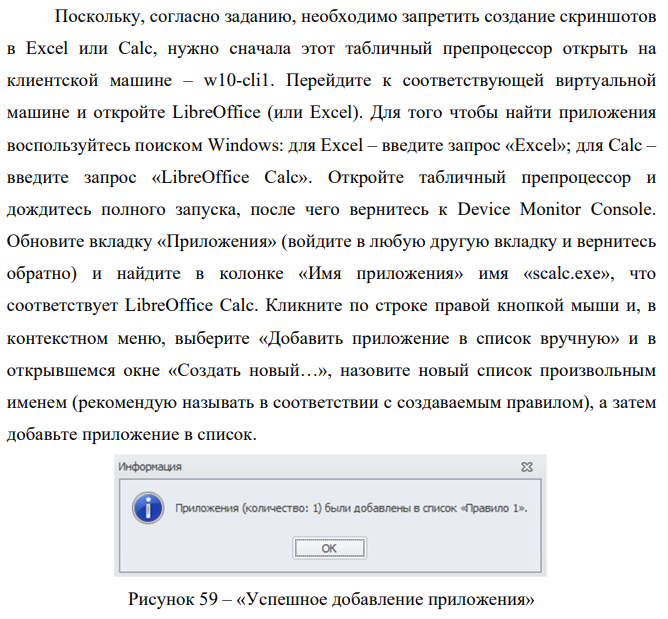 Поскольку, согласно заданию, необходимо запретить создание скриншотов
в Excel или Calc, нужно сначала этот табличный препроцессор открыть на
клиентской машине – w10-cli1. Перейдите к соответствующей виртуальной
машине и откройте LibreOffice (или Excel). Для того чтобы найти приложения
воспользуйтесь поиском Windows: для Excel – введите запрос «Excel»; для Calc –
введите запрос «LibreOffice Calc». Откройте табличный препроцессор и
дождитесь полного запуска, после чего вернитесь к Device Monitor Console.
Обновите вкладку «Приложения» (войдите в любую другую вкладку и вернитесь
обратно) и найдите в колонке «Имя приложения» имя «scalc.exe», что
соответствует LibreOffice Calc. Кликните по строке правой кнопкой мыши и, в
контекстном меню, выберите «Добавить приложение в список вручную» и в
открывшемся окне «Создать новый…», назовите новый список произвольным
именем (рекомендую называть в соответствии с создаваемым правилом), а затем
добавьте приложение в список.
Информация
Приложения (количество: 1) были добавлены в список «Правило 1».
OK
Рисунок 59 – «Успешное добавление приложения»